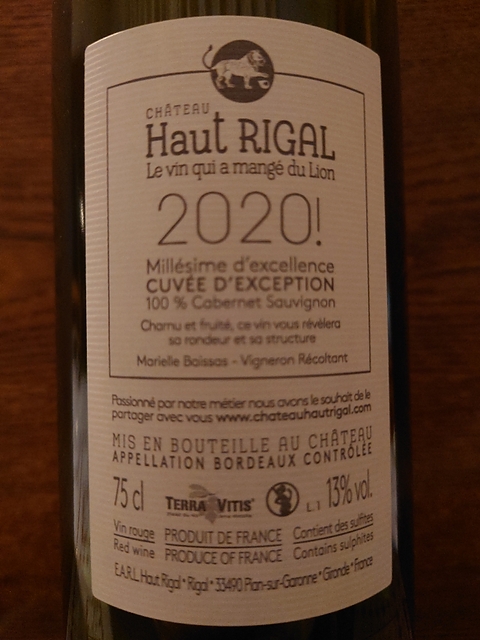 CHÂTEAU
Haut RIGAL
Le vin qui a mangé du Lion
2020!
Millésime d'excellence
CUVÉE D'EXCEPTION
100 % Cabernet Sauvignon
Charnu et fruité, ce vin vous révèlera
sa rondeur et sa structure
Marielle Boissas - Vigneron Récoltant
Passionné par notre métier nous avons le souhait de le
partager avec vous www.chateauhautrigal.com
MIS EN BOUTEILLE AU CHÂTEAU
APPELLATION BORDEAUX CONTRÔLÉE
75 cl TERRA VITIS® L.1 13% vol.
Vin rouge PRODUIT DE FRANCE Contient des sulfites
Red wine PRODUCE OF FRANCE Contains sulphites
E.A.R.L. Haut Rigal * Rigal * 33490 Pian-sur-Garonne * Gironde * France